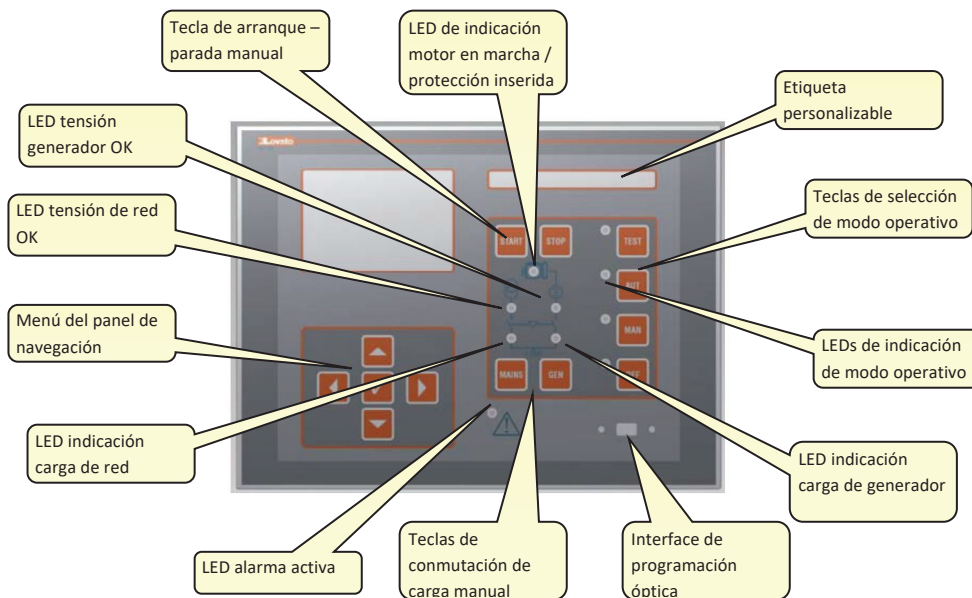 Tecla de arranque –
parada manual
LED de indicación
motor en marcha /
protección inserida
Etiqueta
personalizable
LED tensión
generador OK
Lovato
Teclas de selección
de modo operativo
LED tensión de red
OK
START
STOP
TEST
AUT
Menú del panel de
navegación
MAN
LEDs de indicación
de modo operativo
MAINS
GEN
OFF
LED indicación
carga de red
LED indicación
carga de generador
LED alarma activa
Teclas de
conmutación de
carga manual
Interface de
programación
óptica